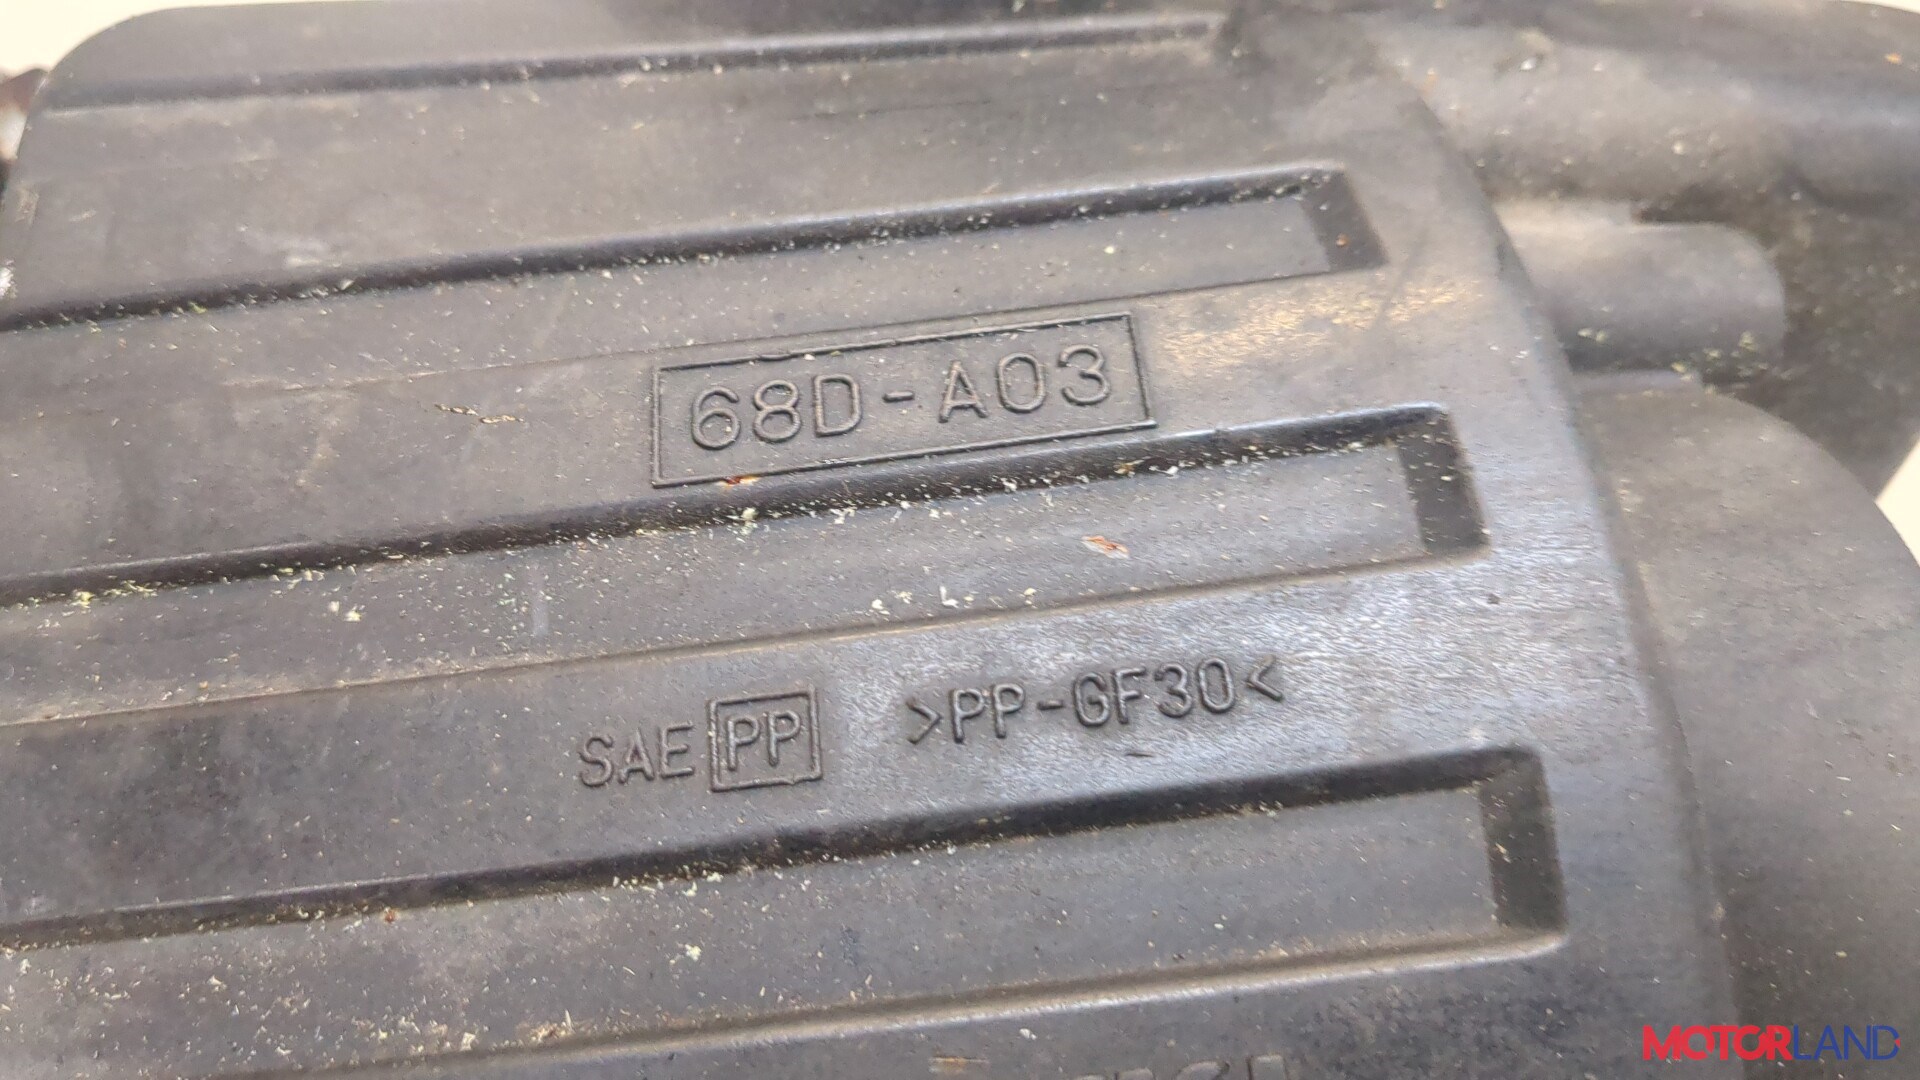 68D-A03
SAE PP >PP-GF30<
MOTORLAND